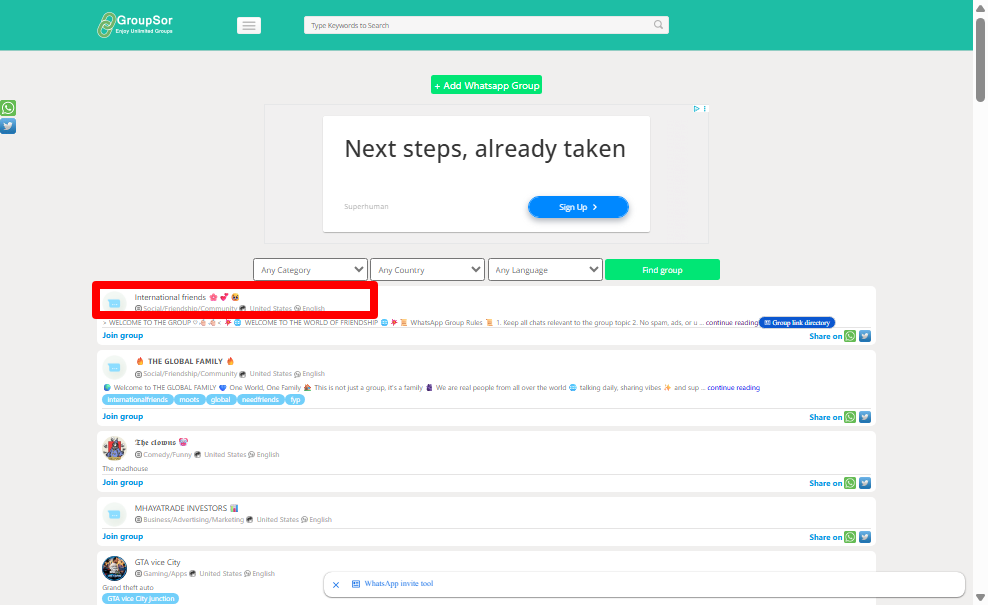 GroupSor
Enjoy Unlimited Groups
Type Keywords to Search
+ Add Whatsapp Group
Next steps, already taken
Superhuman
Sign Up
Any Category
Any Country
Any Language
Find group
International friends 🌸💕🥺
Social/Friendship/Community United States English
> WELCOME TO THE GROUP WELCOME TO THE WORLD OF FRIENDSHIP 🌐 📜 WhatsApp Group Rules 📜 1. Keep all chats relevant to the group topic 2. No spam, ads, or u ... continue reading Group link directory
Join group
Share on
🔥 THE GLOBAL FAMILY 🔥
Social/Friendship/Community United States English
Welcome to THE GLOBAL FAMILY 💙 One World, One Family This is not just a group, it's a family We are real people from all over the world 🌐 talking daily, sharing vibes ✨ and sup ... continue reading
internationalfriends moots global needfriends fyp
Join group
Share on
𝕿𝖍𝖊 𝖈𝖑𝖔𝖜𝖓𝖘 🤡
Comedy/Funny United States English
The madhouse
Join group
Share on
MHAYATRADE INVESTORS 📊
Business/Advertising/Marketing United States English
Join group
Share on
GTA vice City
Gaming/Apps United States English
Grand theft auto
GTA vice City junction
WhatsApp invite tool